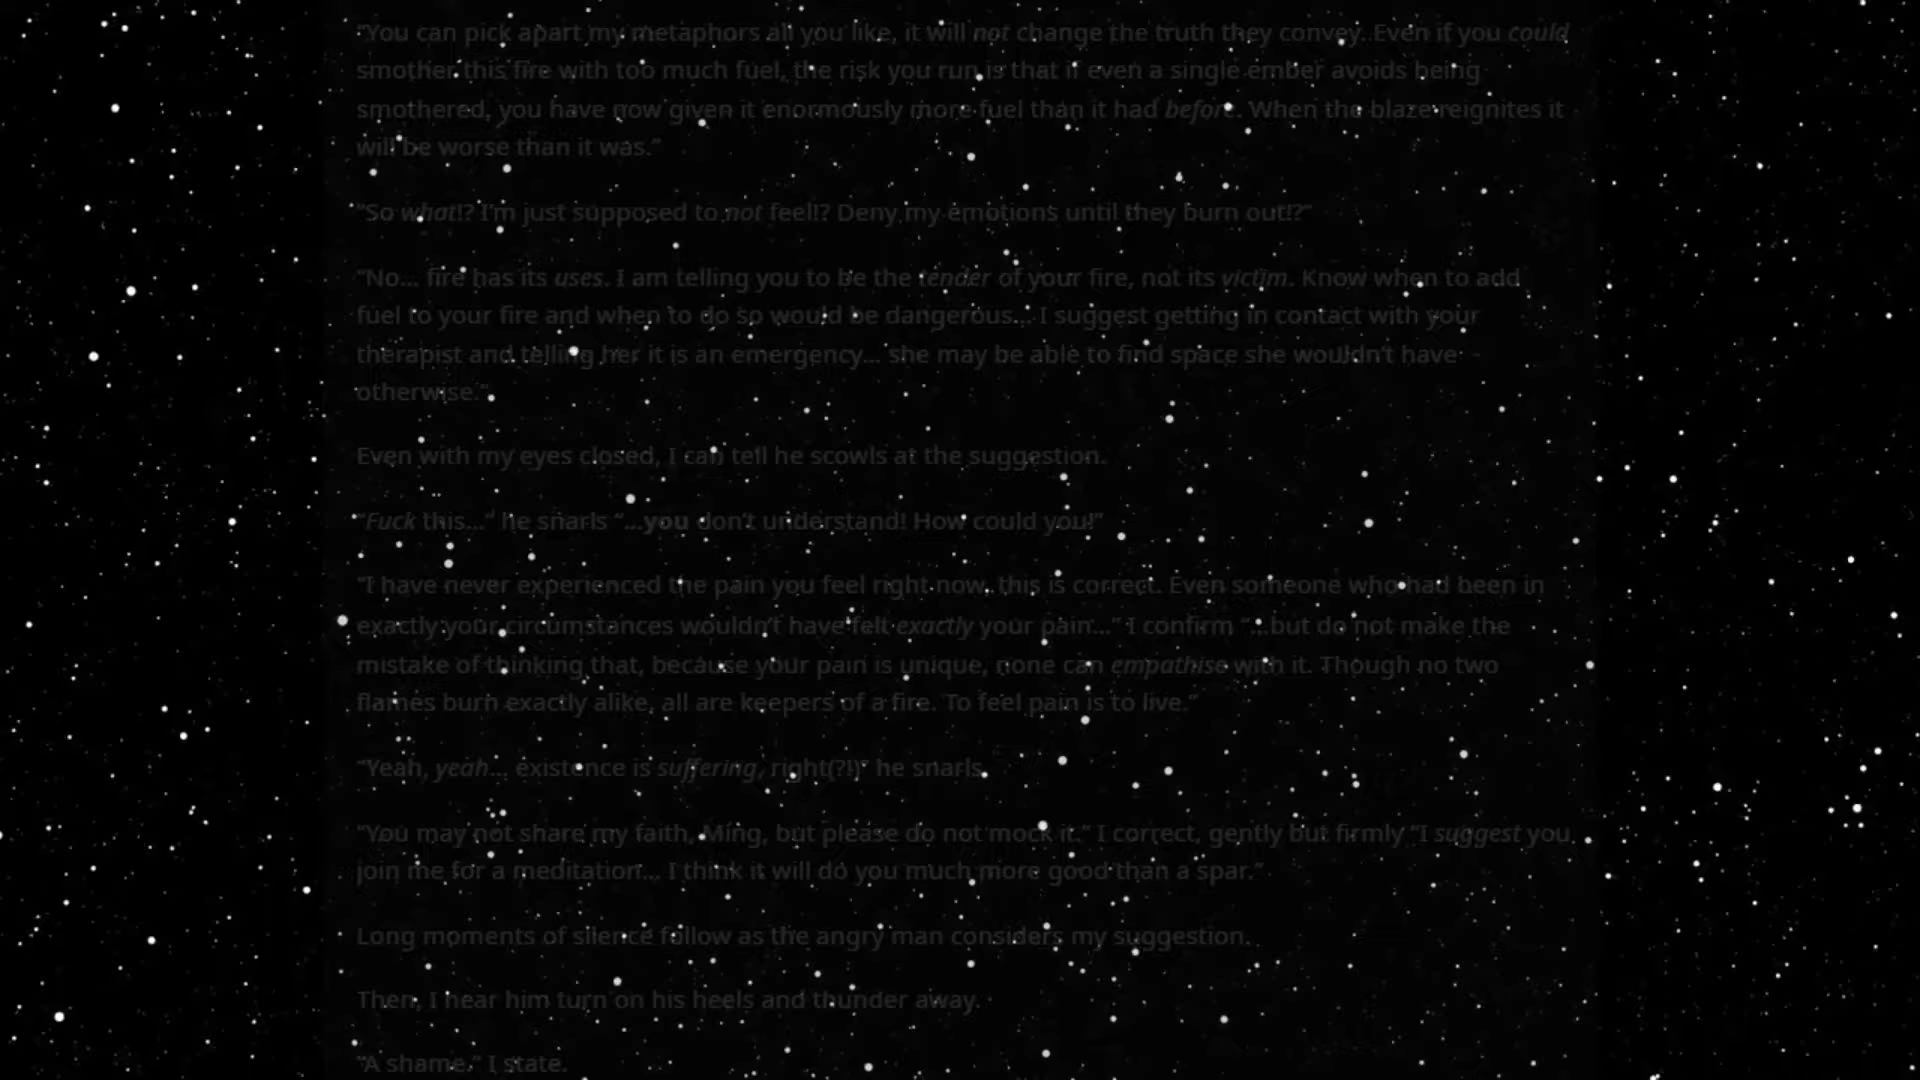 “You can pick apart my metaphors all you like, it will not change the truth they convey. Even if you could
smother this fire with too much fuel, the risk you run is that if even a single ember avoids being
smothered, you have now given it enormously more fuel than it had before. When the blaze reignites it
will be worse than it was.”
“So what!? I’m just supposed to not feel!? Deny my emotions until they burn out!?”
“No... fire has its uses. I am telling you to be the tender of your fire, not its victim. Know when to add
fuel to your fire and when to do so would be dangerous... I suggest getting in contact with your
therapist and telling her it is an emergency... she may be able to find space she wouldn’t have
otherwise.”
Even with my eyes closed, I can tell he scowls at the suggestion.
“Fuck this...” he snarls “...you don’t understand! How could you!”
“I have never experienced the pain you feel right now, this is correct. Even someone who had been in
exactly your circumstances wouldn’t have felt exactly your pain...” I confirm “...but do not make the
mistake of thinking that, because your pain is unique, none can empathise with it. Though no two
flames burn exactly alike, all are keepers of a fire. To feel pain is to live.”
“Yeah, yeah... existence is suffering, right(?!)” he snarls.
“You may not share my faith, Ming, but please do not mock it.” I correct, gently but firmly “I suggest you
join me for a meditation... I think it will do you much more good than a spar.”
Long moments of silence follow as the angry man considers my suggestion.
Then, I hear him turn on his heels and thunder away.
“A shame.” I state.